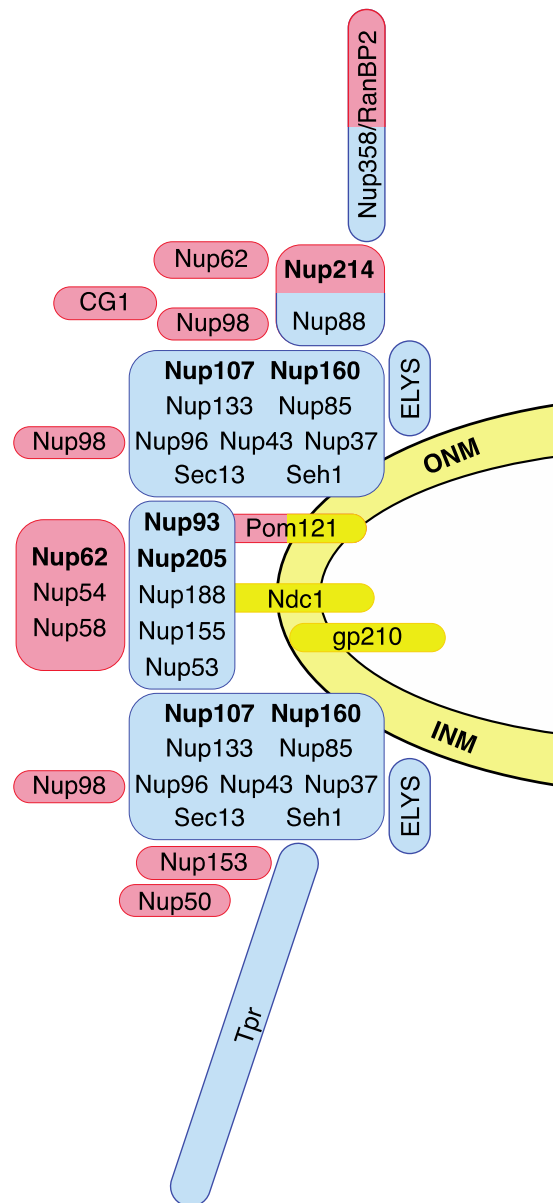 Nup358/RanBP2
Nup62
Nup214
CG1
Nup98
Nup88
Nup107 Nup160
ELYS
Nup133 Nup85
Nup98
Nup96 Nup43 Nup37
Sec13 Seh1
ONM
Nup93
Pom121
Nup62
Nup205
Nup54
Nup188
Ndc1
Nup58
Nup155
gp210
Nup53
Nup107 Nup160
INM
Nup133 Nup85
Nup98
Nup96 Nup43 Nup37
ELYS
Sec13 Seh1
Nup153
Nup50
Tpr